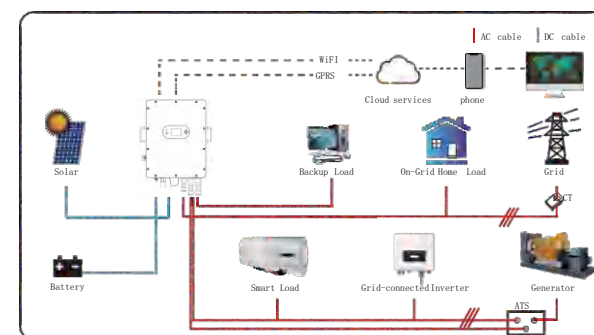 AC cable
DC cable
WiFI
GPRS
Cloud services
phone
Solar
Backup Load
On-Grid Home Load
Grid
CT
Battery
Smart Load
Grid-connected Inverter
Generator
ATS